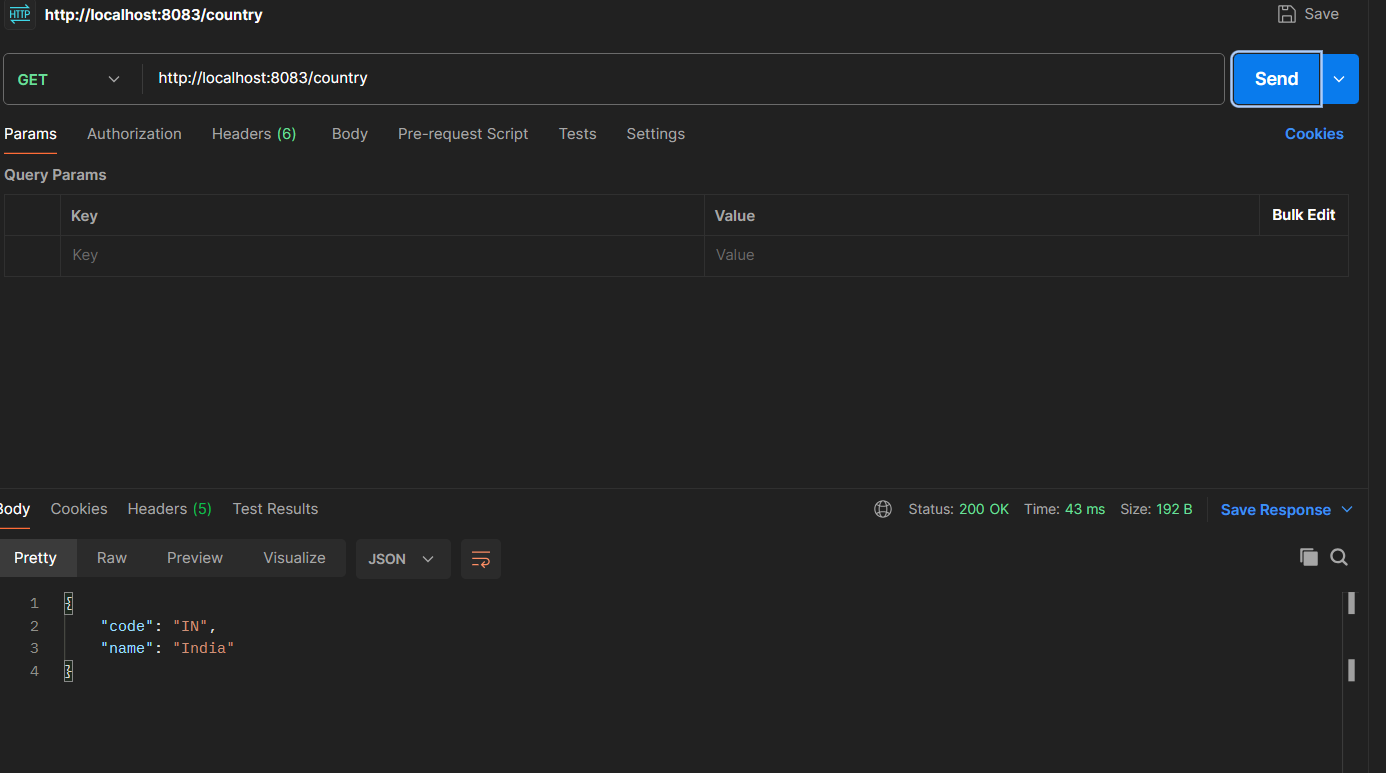 HTTP http://localhost:8083/country Save
GET http://localhost:8083/country Send
Params Authorization Headers (6) Body Pre-request Script Tests Settings Cookies
Query Params
Key Value Bulk Edit
Key Value
Body Cookies Headers (5) Test Results Status: 200 OK Time: 43 ms Size: 192 B Save Response
Pretty Raw Preview Visualize JSON
1 {
2 "code": "IN",
3 "name": "India"
4 }